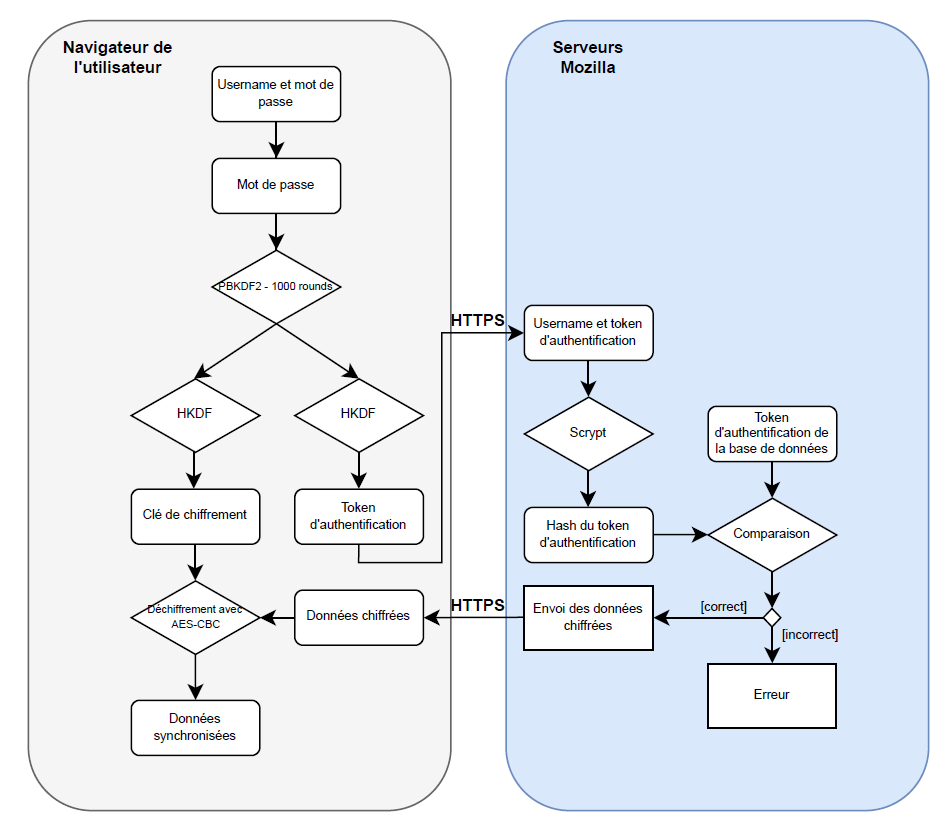 Navigateur de
l'utilisateur
Username et mot de
passe
Mot de passe
PBKDF2 - 1000 rounds
HKDF
HKDF
Clé de chiffrement
Token
d'authentification
Déchiffrement avec
AES-CBC
Données chiffrées
Données
synchronisées
HTTPS
HTTPS
Serveurs
Mozilla
Username et token
d'authentification
Scrypt
Hash du token
d'authentification
Token
d'authentification de
la base de données
Comparaison
[correct]
[incorrect]
Envoi des données
chiffrées
Erreur